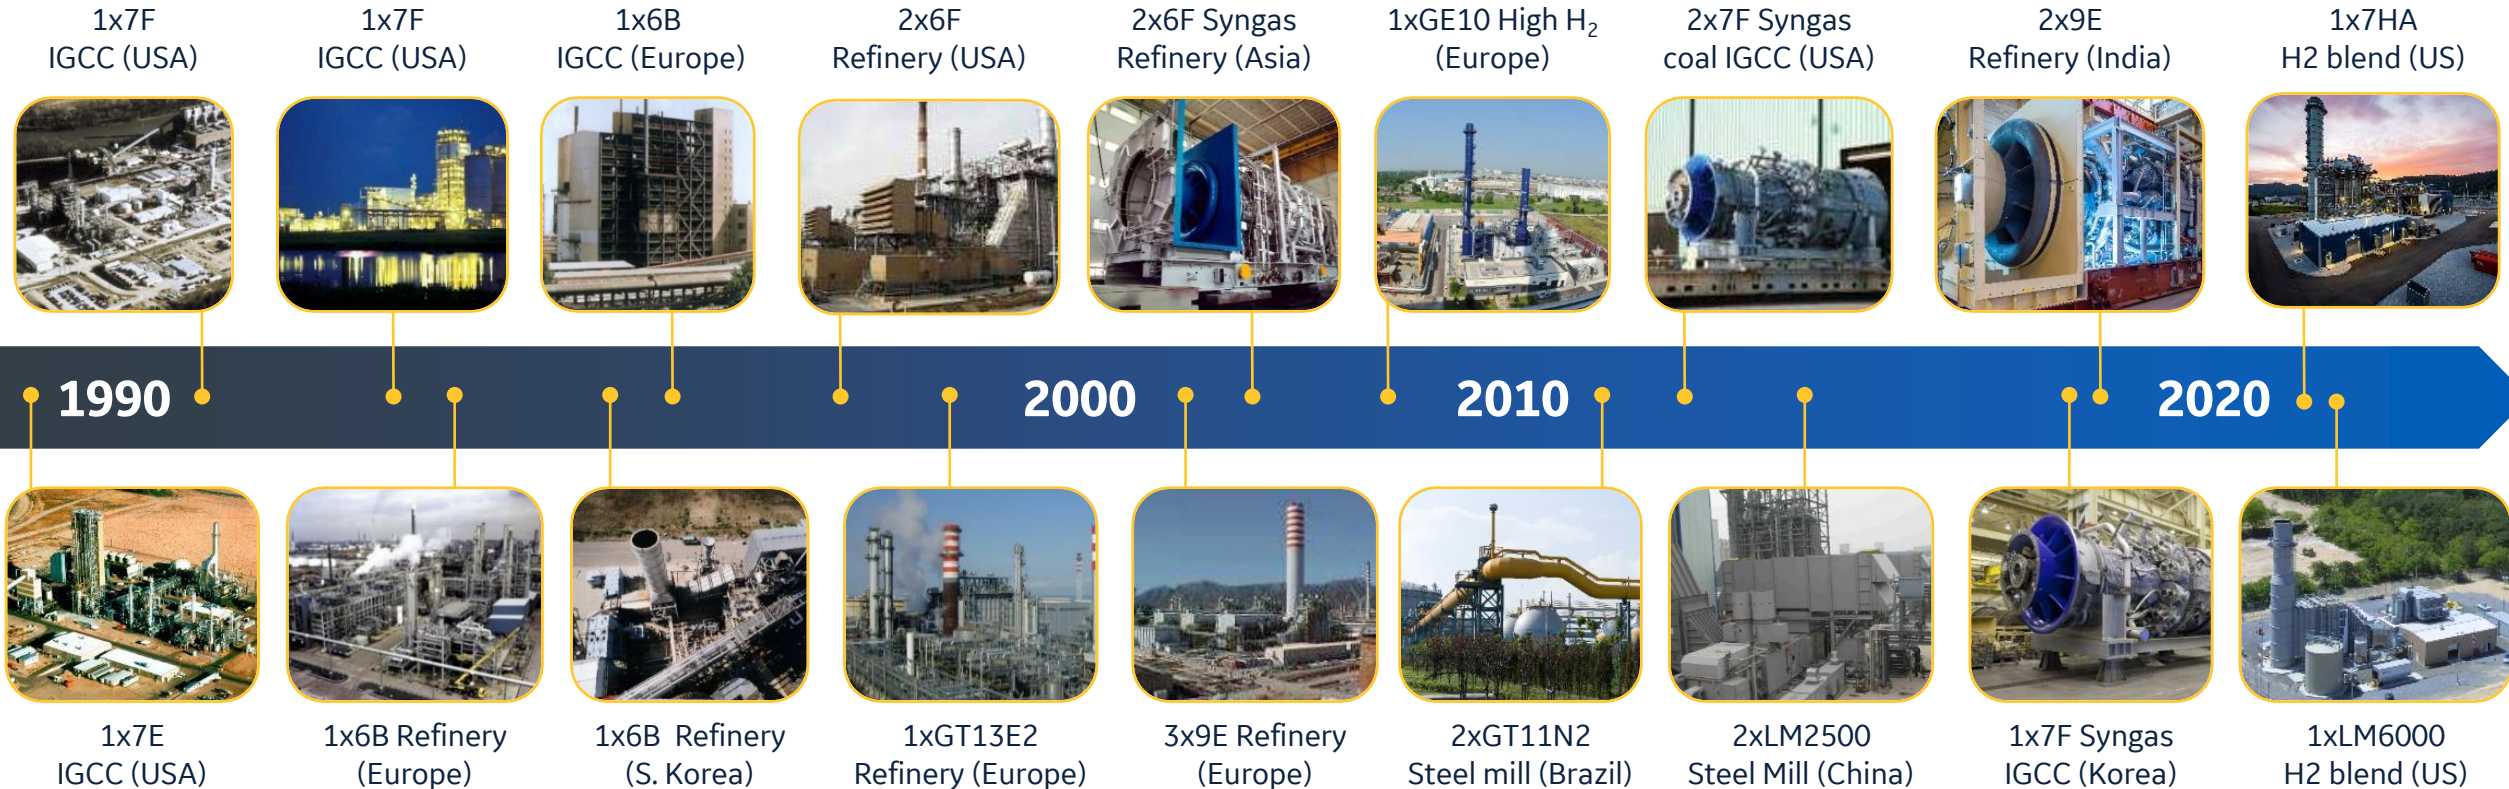 1x7F
IGCC (USA)
1x7F
IGCC (USA)
1x6B
IGCC (Europe)
2x6F
Refinery (USA)
2x6F Syngas
Refinery (Asia)
1xGE10 High H₂
(Europe)
2x7F Syngas
coal IGCC (USA)
2x9E
Refinery (India)
1x7HA
H2 blend (US)
1990
2000
2010
2020
1x7E
IGCC (USA)
1x6B Refinery
(Europe)
1x6B Refinery
(S. Korea)
1xGT13E2
Refinery (Europe)
3x9E Refinery
(Europe)
2xGT11N2
Steel mill (Brazil)
2xLM2500
Steel Mill (China)
1x7F Syngas
IGCC (Korea)
1xLM6000
H2 blend (US)